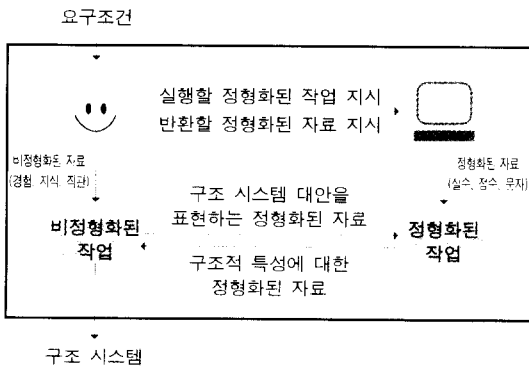 요구조건
실행할 정형화된 작업 지시
반환할 정형화된 자료 지시
비정형화된 자료
(경험, 지식, 직관)
정형화된 자료
(실수, 정수, 문자)
구조 시스템 대안을
표현하는 정형화된 자료
비정형화된
작업
정형화된
작업
구조적 특성에 대한
정형화된 자료
구조 시스템